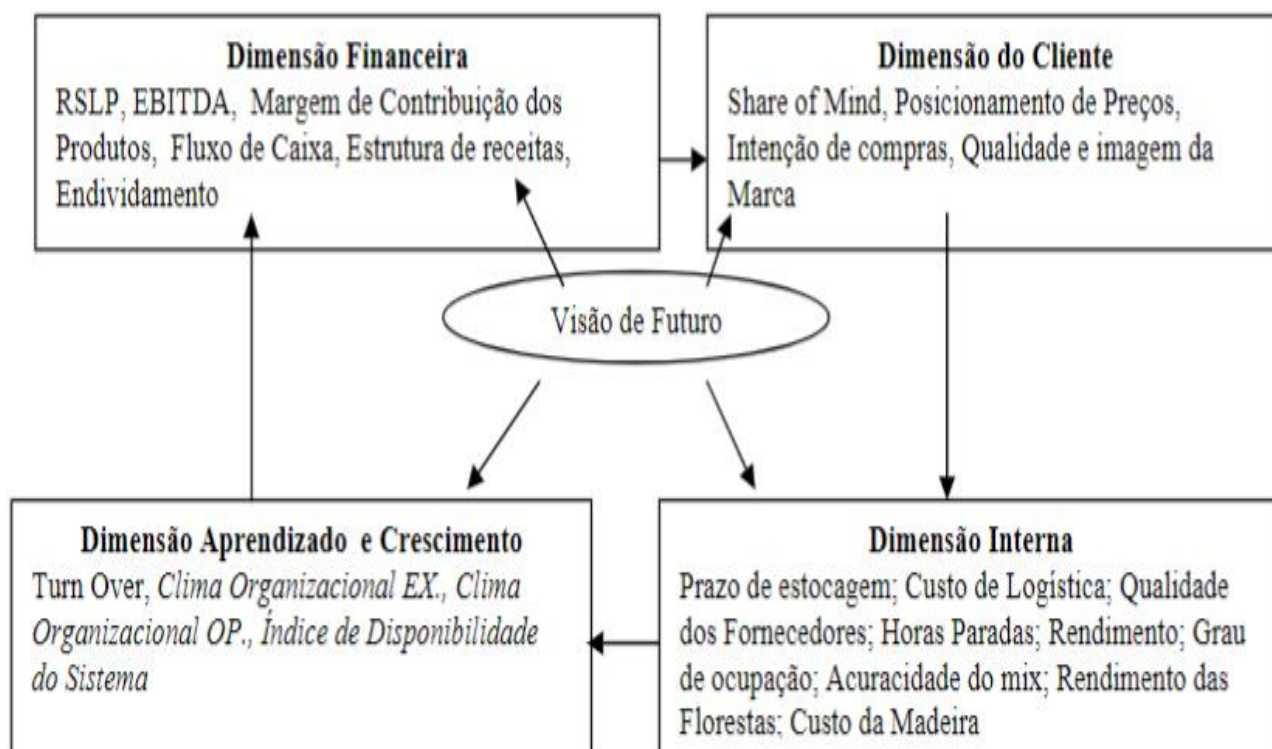 Dimensão Financeira
RSLP, EBITDA, Margem de Contribuição dos
Produtos, Fluxo de Caixa, Estrutura de receitas,
Endividamento
Dimensão do Cliente
Share of Mind, Posicionamento de Preços,
Intenção de compras, Qualidade e imagem da
Marca
Visão de Futuro
Dimensão Aprendizado e Crescimento
Turn Over, Clima Organizacional EX., Clima
Organizacional OP., Índice de Disponibilidade
do Sistema
Dimensão Interna
Prazo de estocagem; Custo de Logística; Qualidade
dos Fornecedores; Horas Paradas; Rendimento; Grau
de ocupação; Acuracidade do mix; Rendimento das
Florestas; Custo da Madeira